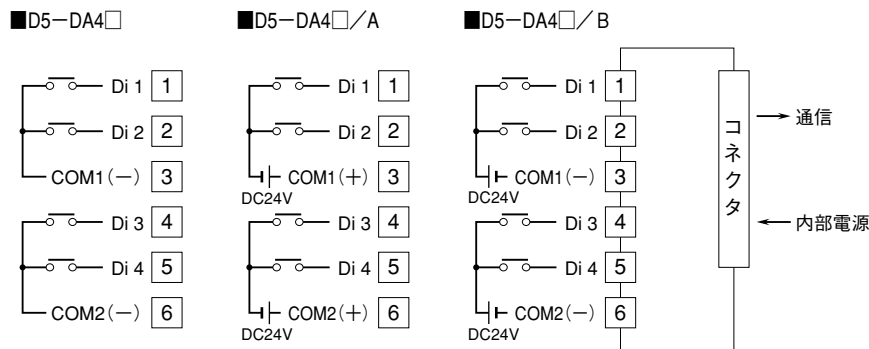 ■D5－DA4□
Di 1 1
Di 2 2
COM1（－） 3
Di 3 4
Di 4 5
COM2（－） 6
■D5－DA4□／A
Di 1 1
Di 2 2
COM1（＋） 3
DC24V
Di 3 4
Di 4 5
COM2（＋） 6
DC24V
■D5－DA4□／B
Di 1 1
Di 2 2
COM1（－） 3
DC24V
Di 3 4
Di 4 5
COM2（－） 6
DC24V
コネクタ
通信
内部電源